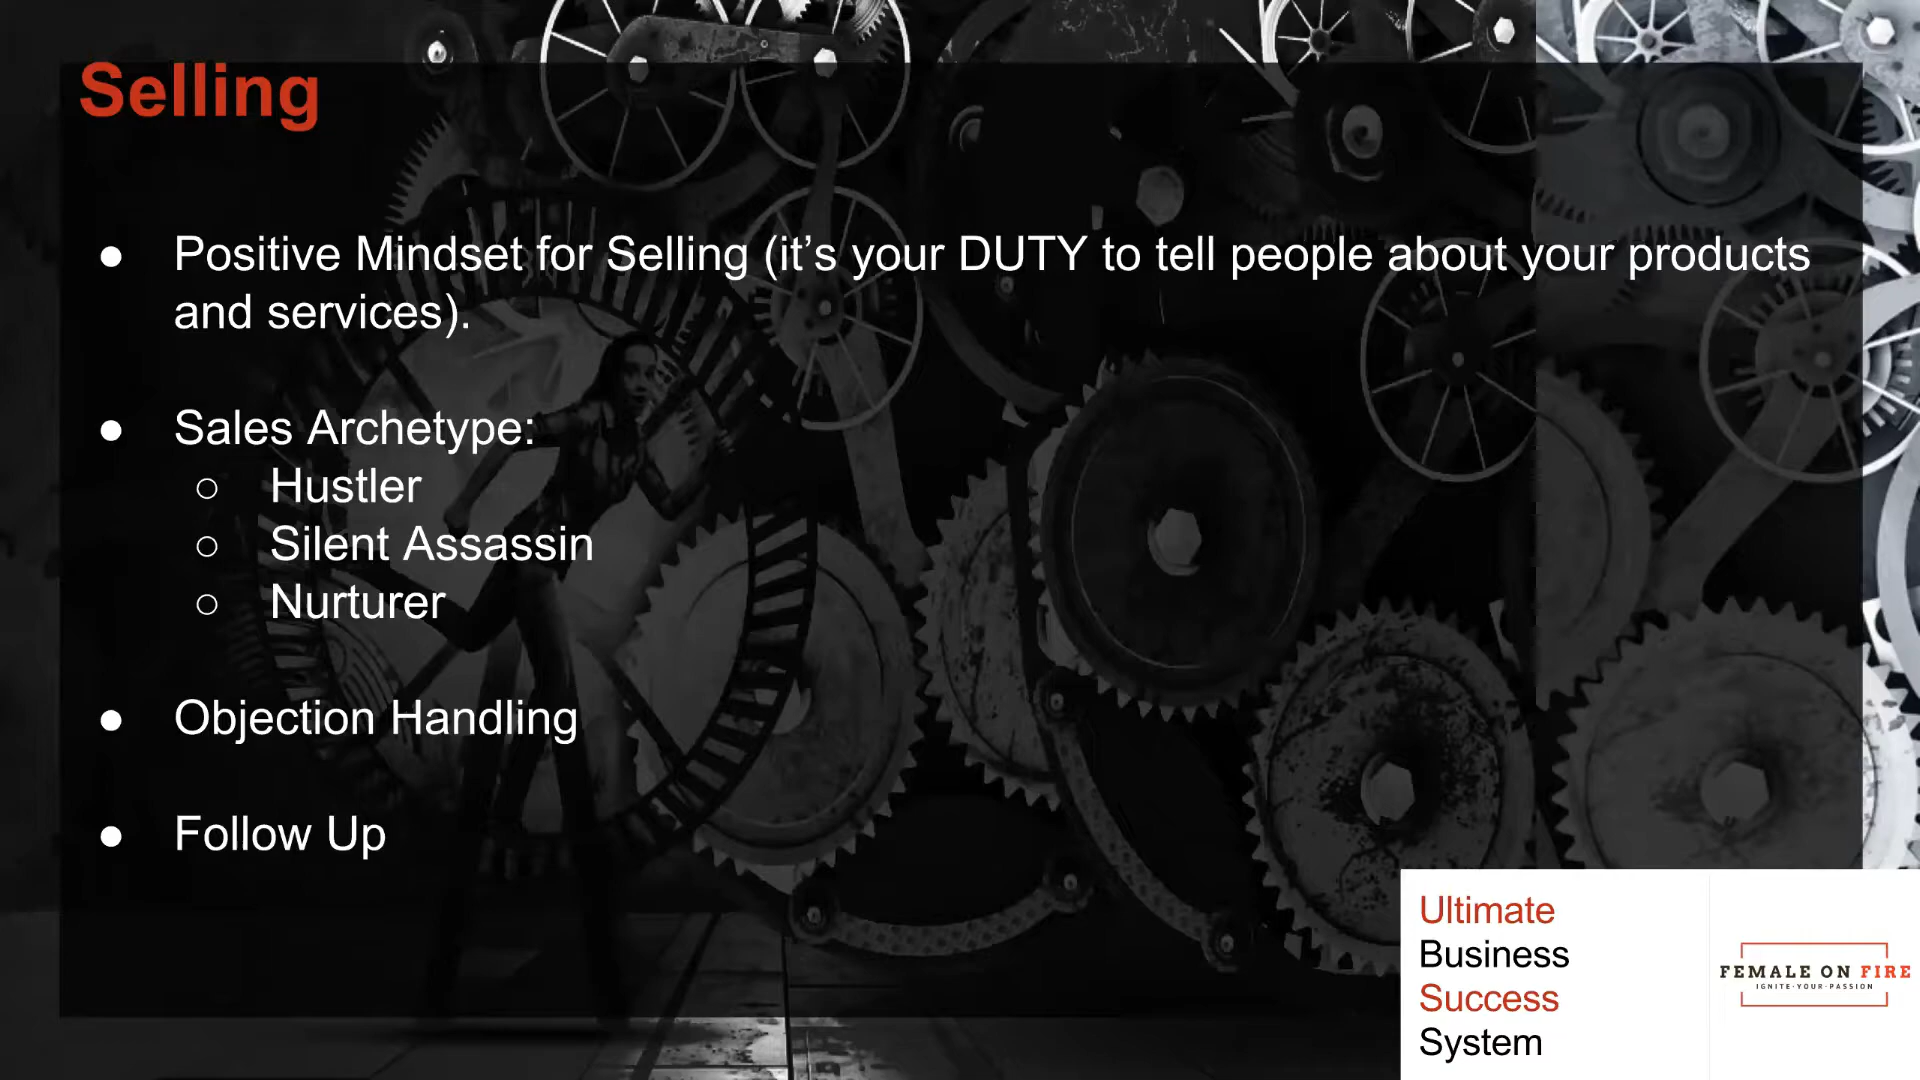 Selling
● Positive Mindset for Selling (it’s your DUTY to tell people about your products
and services).
● Sales Archetype:
○ Hustler
○ Silent Assassin
○ Nurturer
● Objection Handling
● Follow Up
Ultimate
Business
Success
System
FEMALE ON FIRE
IGNITE·YOUR·PASSION